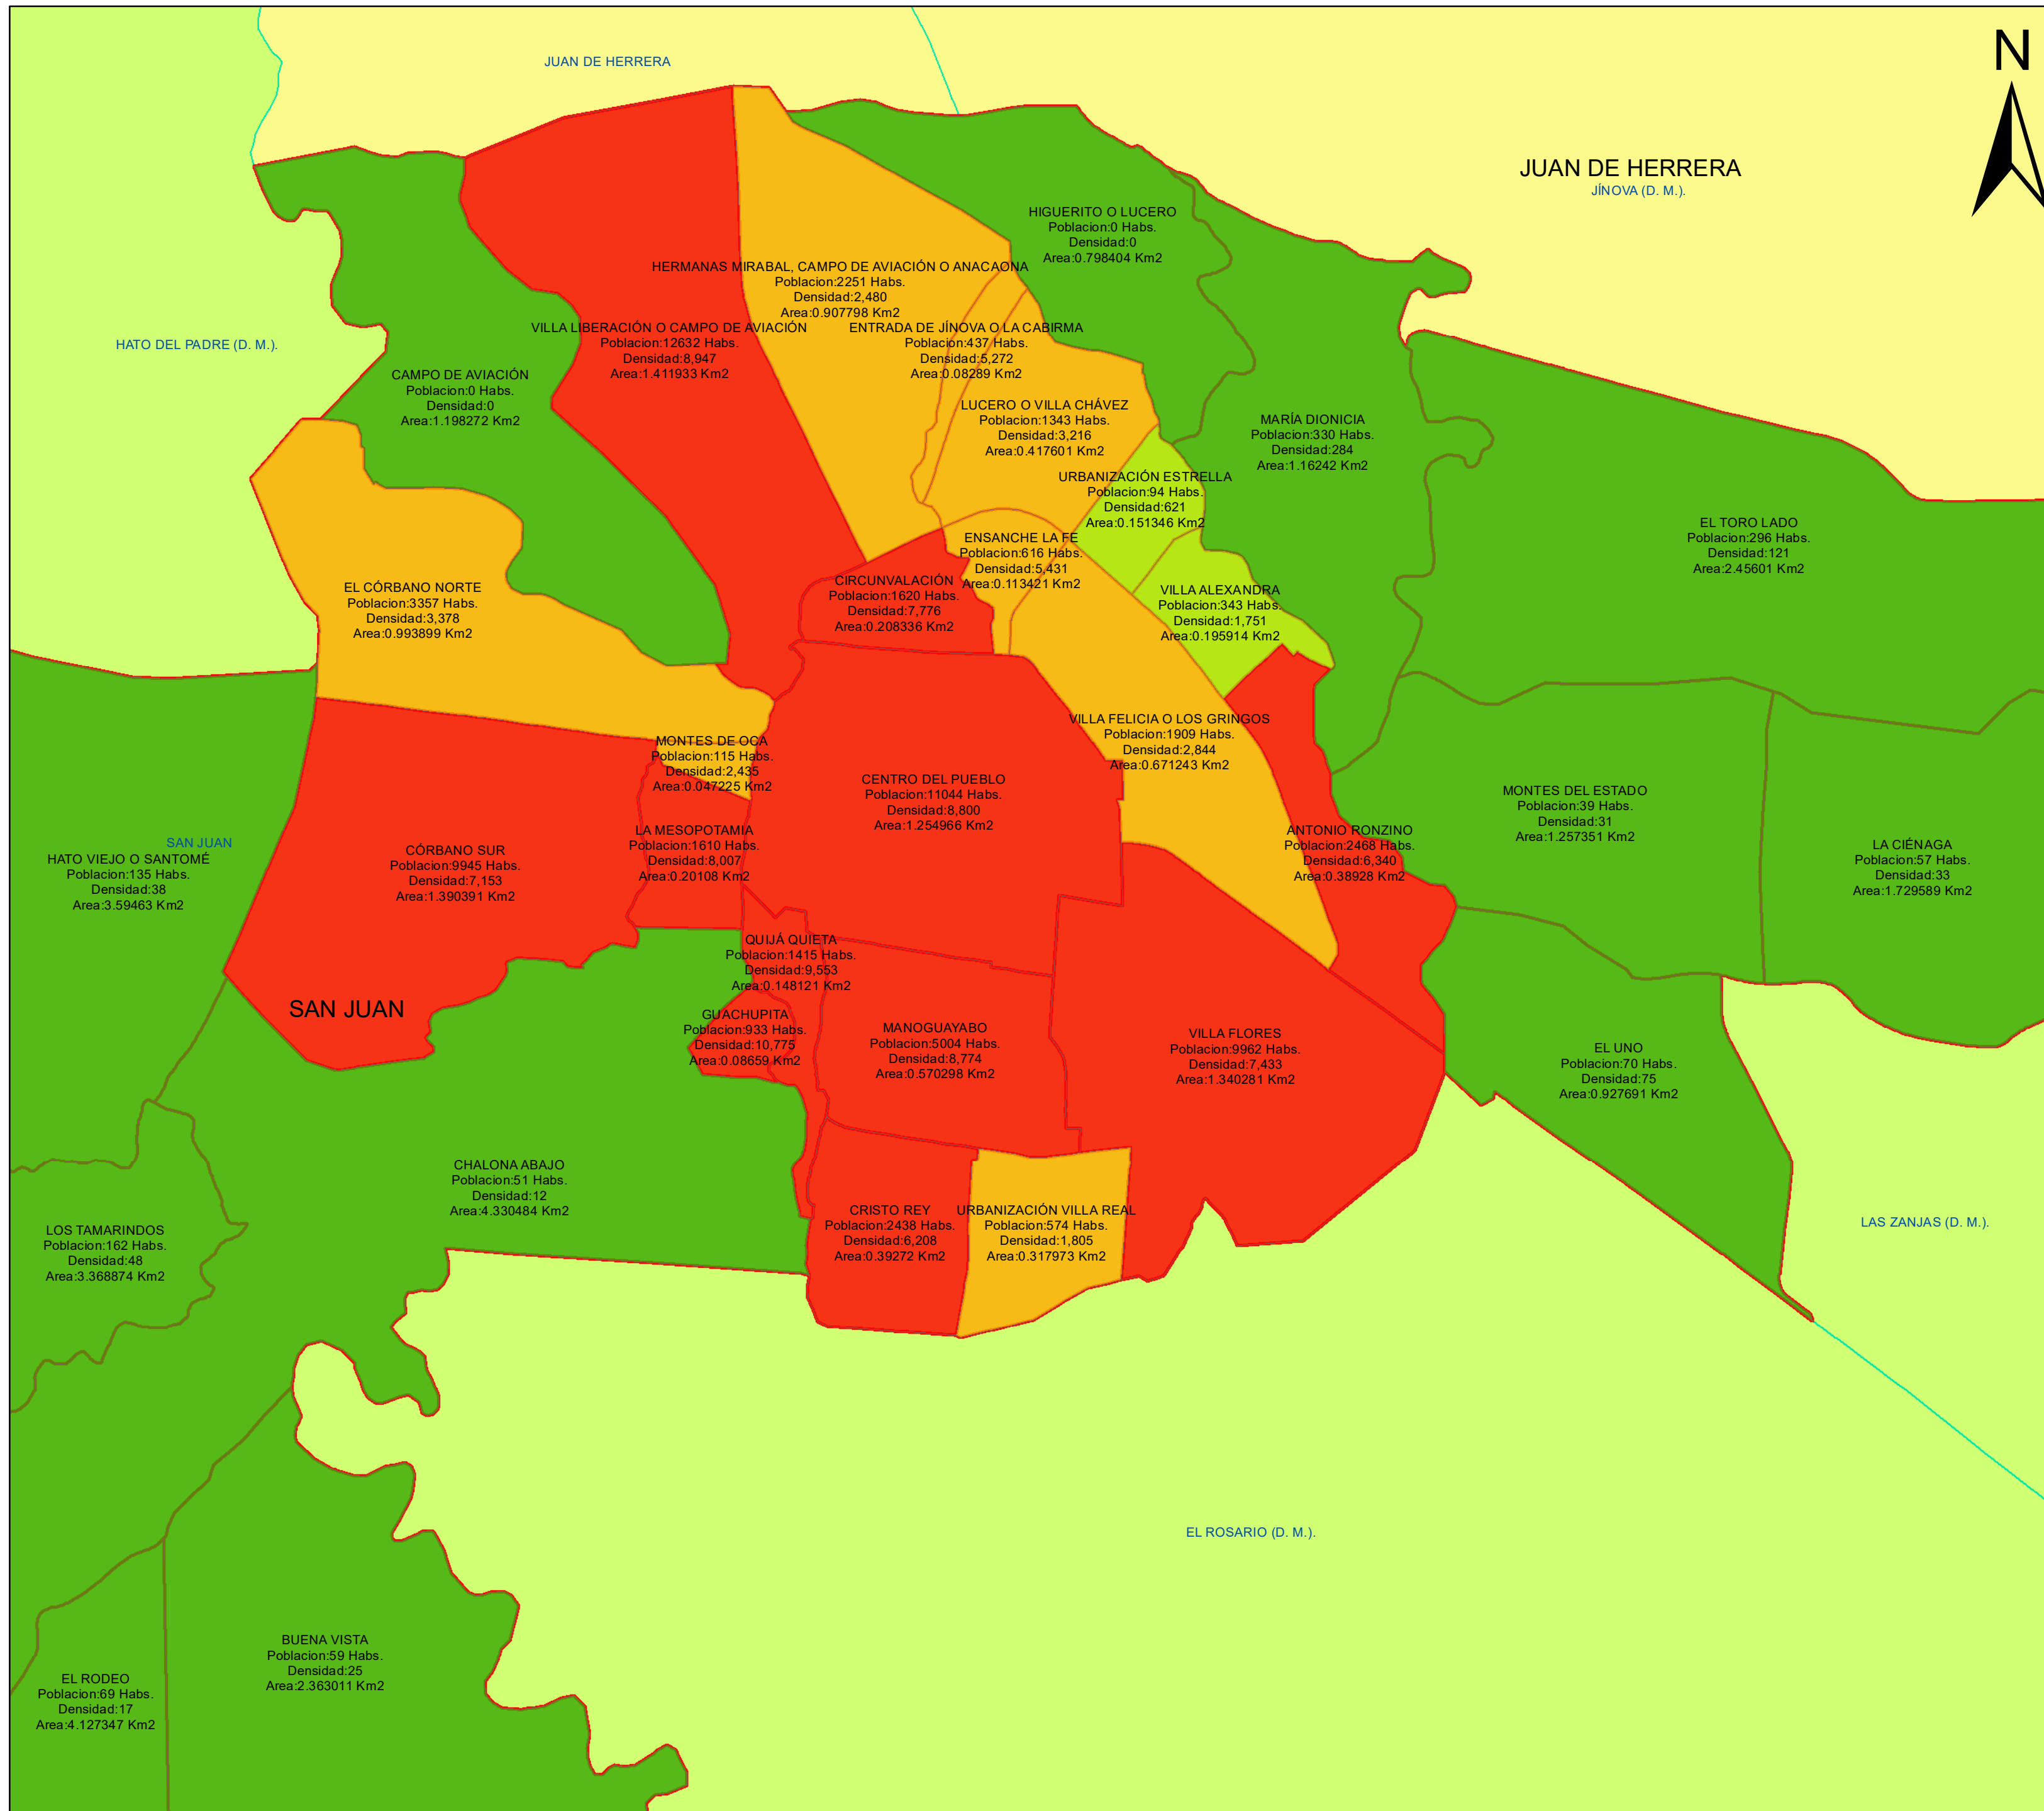 N
JUAN DE HERRERA
JUAN DE HERRERA
JÍNOVA (D. M.).
HIGUERITO O LUCERO
Poblacion:0 Habs.
Densidad:0
Area:0.798404 Km2
HERMANAS MIRABAL, CAMPO DE AVIACIÓN O ANACAONA
Poblacion:2251 Habs.
Densidad:2,480
Area:0.907798 Km2
VILLA LIBERACIÓN O CAMPO DE AVIACIÓN
Poblacion:12632 Habs.
Densidad:8,947
Area:1.411933 Km2
ENTRADA DE JÍNOVA O LA CABIRMA
Poblacion:437 Habs.
Densidad:5,272
Area:0.08289 Km2
HATO DEL PADRE (D. M.).
CAMPO DE AVIACIÓN
Poblacion:0 Habs.
Densidad:0
Area:1.198272 Km2
LUCERO O VILLA CHÁVEZ
Poblacion:1343 Habs.
Densidad:3,216
Area:0.417601 Km2
MARÍA DIONICIA
Poblacion:330 Habs.
Densidad:284
Area:1.16242 Km2
URBANIZACIÓN ESTRELLA
Poblacion:94 Habs.
Densidad:621
Area:0.151346 Km2
EL TORO LADO
Poblacion:296 Habs.
Densidad:121
Area:2.45601 Km2
ENSANCHE LA FE
Poblacion:616 Habs.
Densidad:5,431
Area:0.113421 Km2
CIRCUNVALACIÓN
Poblacion:1620 Habs.
Densidad:7,776
Area:0.208336 Km2
EL CÓRBANO NORTE
Poblacion:3357 Habs.
Densidad:3,378
Area:0.993899 Km2
VILLA ALEXANDRA
Poblacion:343 Habs.
Densidad:1,751
Area:0.195914 Km2
VILLA FELICIA O LOS GRINGOS
Poblacion:1909 Habs.
Densidad:2,844
Area:0.671243 Km2
MONTES DE OCA
Poblacion:115 Habs.
Densidad:2,435
Area:0.047225 Km2
CENTRO DEL PUEBLO
Poblacion:11044 Habs.
Densidad:8,800
Area:1.254966 Km2
MONTES DEL ESTADO
Poblacion:39 Habs.
Densidad:31
Area:1.257351 Km2
SAN JUAN
HATO VIEJO O SANTOMÉ
Poblacion:135 Habs.
Densidad:38
Area:3.59463 Km2
CÓRBANO SUR
Poblacion:9945 Habs.
Densidad:7,153
Area:1.390391 Km2
LA MESOPOTAMIA
Poblacion:1610 Habs.
Densidad:8,007
Area:0.20108 Km2
ANTONIO RONZINO
Poblacion:2468 Habs.
Densidad:6,340
Area:0.38928 Km2
LA CIÉNAGA
Poblacion:57 Habs.
Densidad:33
Area:1.729589 Km2
QUIJÁ QUIETA
Poblacion:1415 Habs.
Densidad:9,553
Area:0.148121 Km2
SAN JUAN
GUACHUPITA
Poblacion:933 Habs.
Densidad:10,775
Area:0.08659 Km2
MANOGUAYABO
Poblacion:5004 Habs.
Densidad:8,774
Area:0.570298 Km2
VILLA FLORES
Poblacion:9962 Habs.
Densidad:7,433
Area:1.340281 Km2
EL UNO
Poblacion:70 Habs.
Densidad:75
Area:0.927691 Km2
CHALONA ABAJO
Poblacion:51 Habs.
Densidad:12
Area:4.330484 Km2
LOS TAMARINDOS
Poblacion:162 Habs.
Densidad:48
Area:3.368874 Km2
CRISTO REY
Poblacion:2438 Habs.
Densidad:6,208
Area:0.39272 Km2
URBANIZACIÓN VILLA REAL
Poblacion:574 Habs.
Densidad:1,805
Area:0.317973 Km2
LAS ZANJAS (D. M.).
EL ROSARIO (D. M.).
BUENA VISTA
Poblacion:59 Habs.
Densidad:25
Area:2.363011 Km2
EL RODEO
Poblacion:69 Habs.
Densidad:17
Area:4.127347 Km2